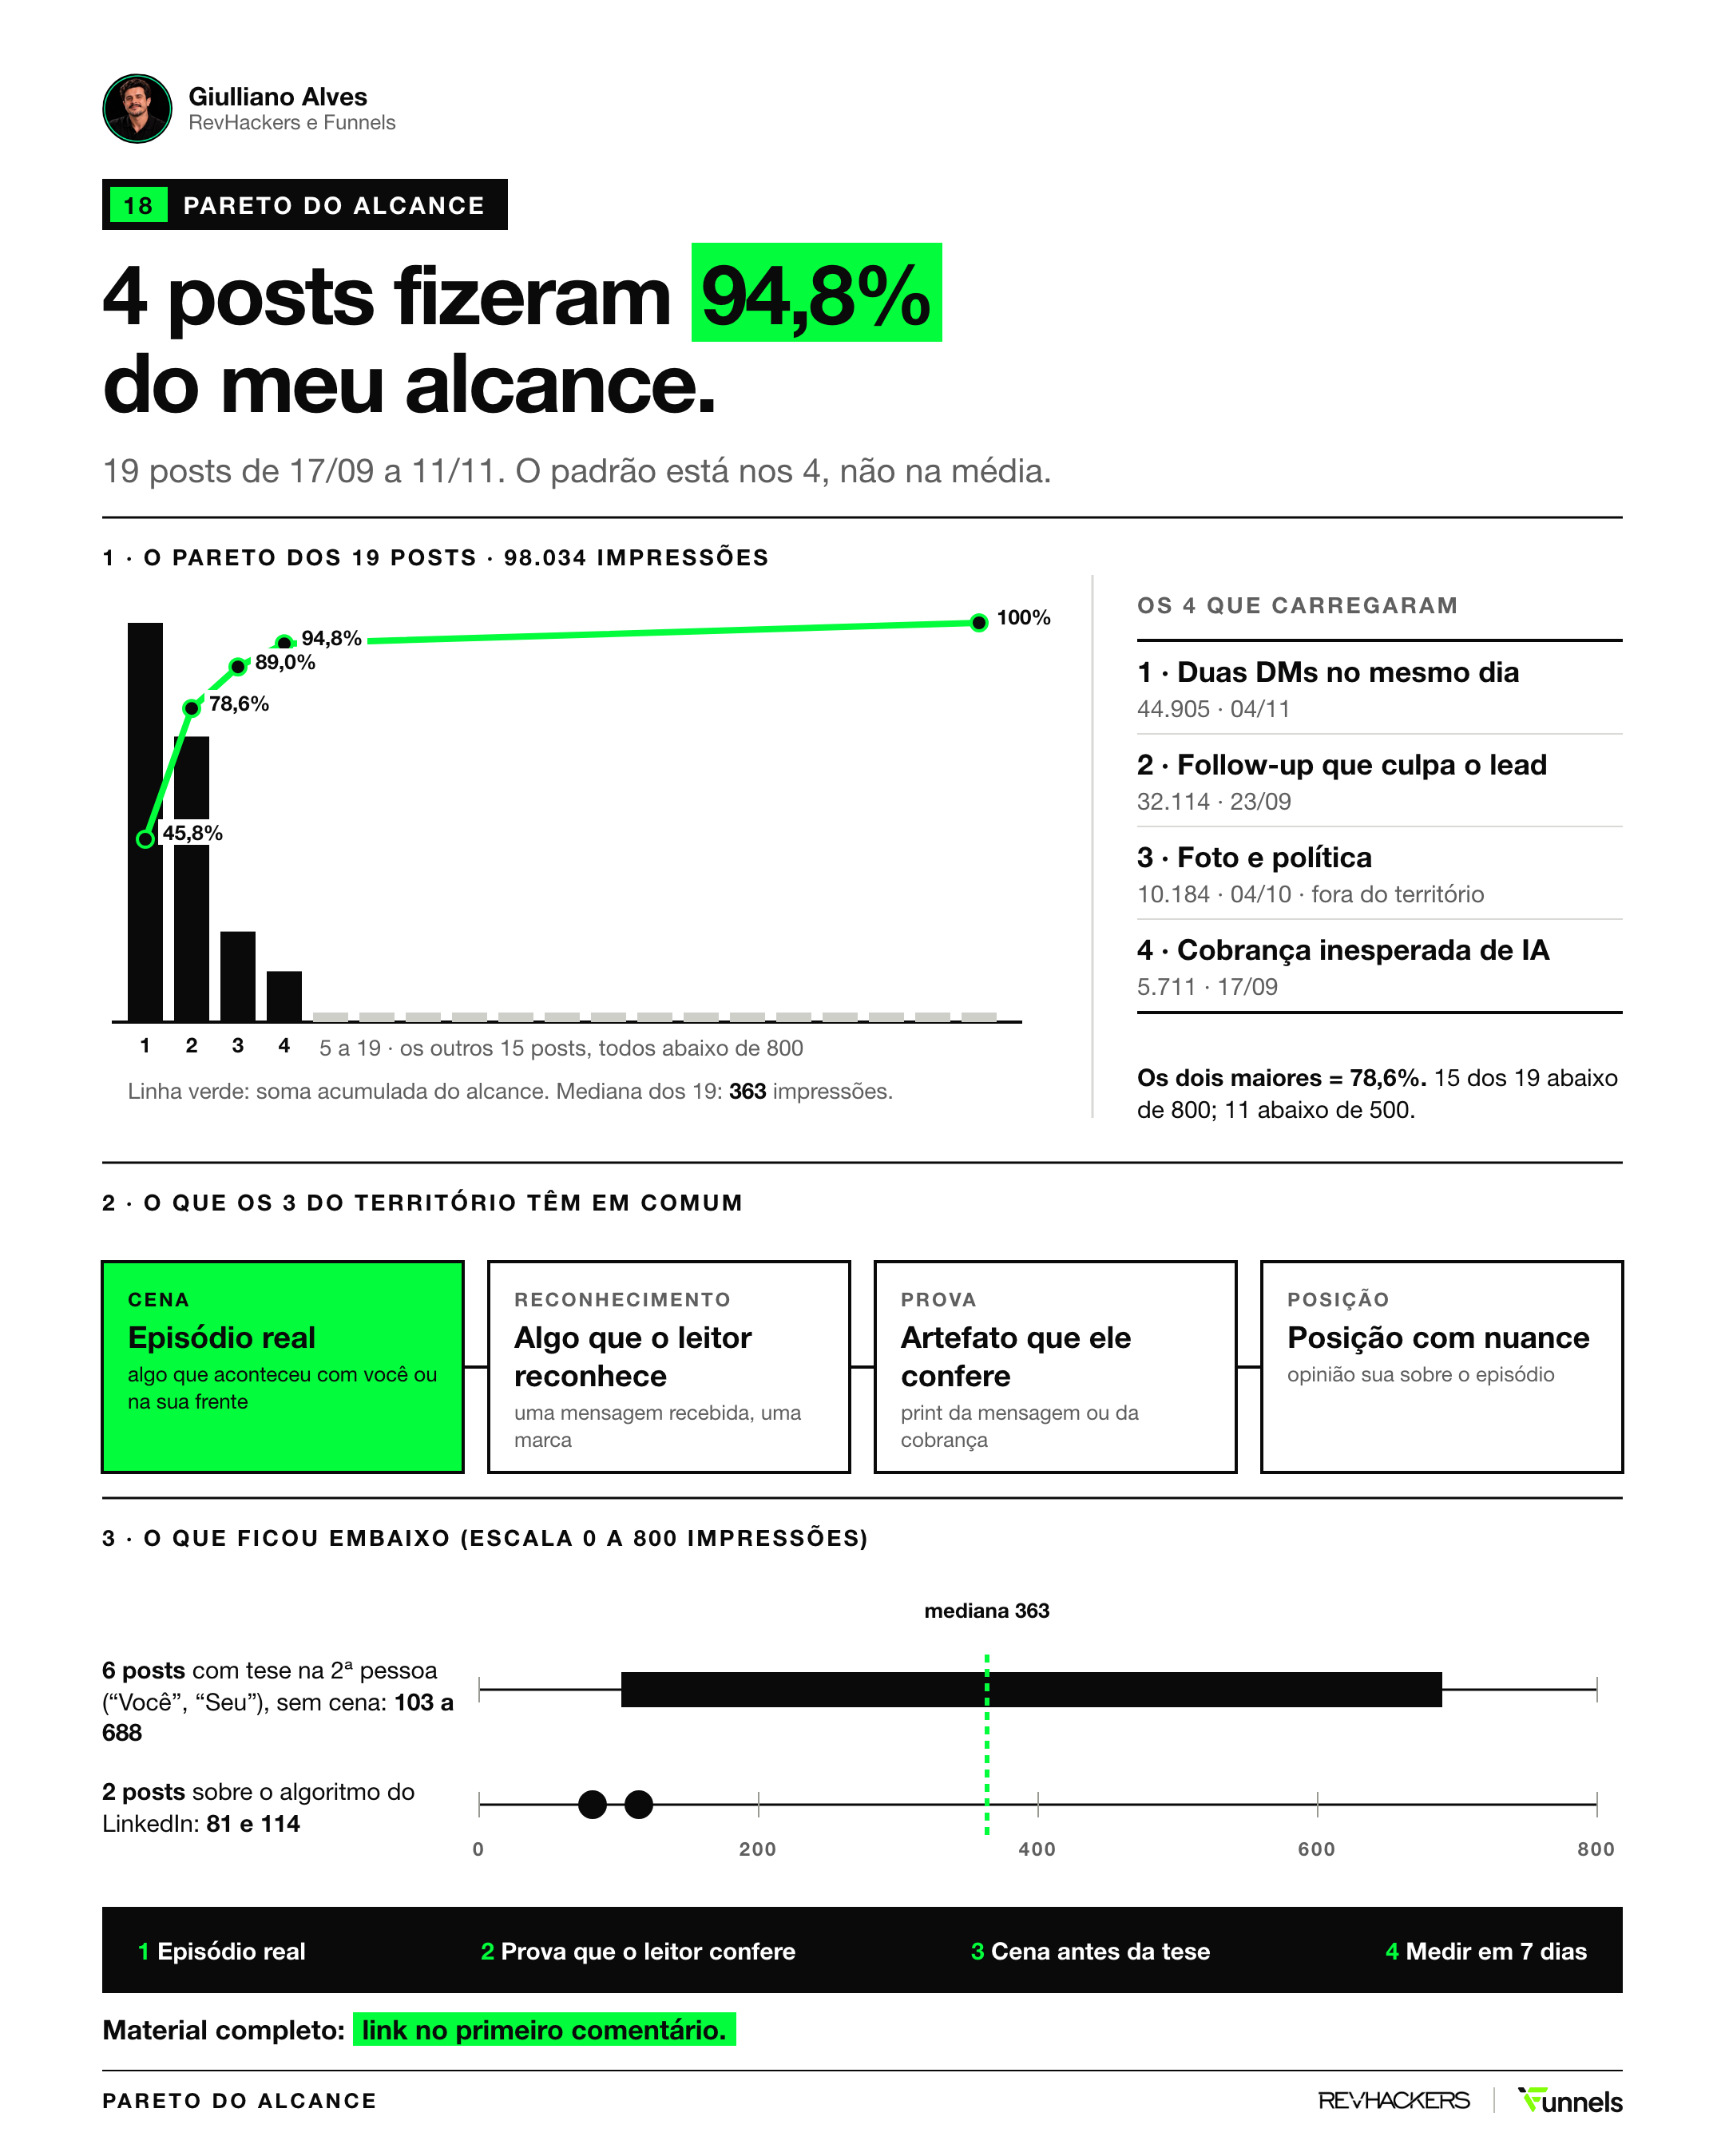 Giulliano Alves
RevHackers e Funnels
18 PARETO DO ALCANCE
4 posts fizeram 94,8%
do meu alcance.
19 posts de 17/09 a 11/11. O padrão está nos 4, não na média.
1 · O PARETO DOS 19 POSTS · 98.034 IMPRESSÕES
100%
94,8%
89,0%
78,6%
45,8%
1 2 3 4 5 a 19 · os outros 15 posts, todos abaixo de 800
Linha verde: soma acumulada do alcance. Mediana dos 19: 363 impressões.
OS 4 QUE CARREGARAM
1 · Duas DMs no mesmo dia
44.905 · 04/11
2 · Follow-up que culpa o lead
32.114 · 23/09
3 · Foto e política
10.184 · 04/10 · fora do território
4 · Cobrança inesperada de IA
5.711 · 17/09
Os dois maiores = 78,6%. 15 dos 19 abaixo
de 800; 11 abaixo de 500.
2 · O QUE OS 3 DO TERRITÓRIO TÊM EM COMUM
CENA
Episódio real
algo que aconteceu com você ou
na sua frente
RECONHECIMENTO
Algo que o leitor
reconhece
uma mensagem recebida, uma
marca
PROVA
Artefato que ele
confere
print da mensagem ou da
cobrança
POSIÇÃO
Posição com nuance
opinião sua sobre o episódio
3 · O QUE FICOU EMBAIXO (ESCALA 0 A 800 IMPRESSÕES)
mediana 363
6 posts com tese na 2ª pessoa
(“Você”, “Seu”), sem cena: 103 a
688
2 posts sobre o algoritmo do
LinkedIn: 81 e 114
0 200 400 600 800
1 Episódio real 2 Prova que o leitor confere 3 Cena antes da tese 4 Medir em 7 dias
Material completo: link no primeiro comentário.
PARETO DO ALCANCE
REVHACKERS
Funnels